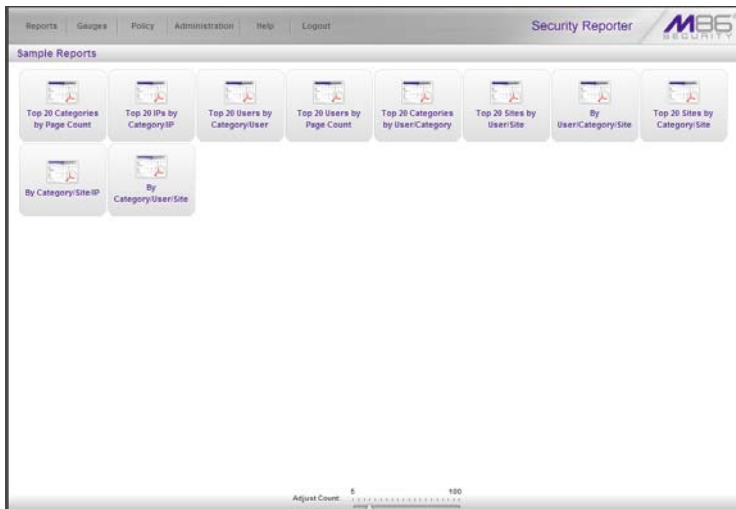 Reports Gauges Policy Administration Help Logout Security Reporter M86 SECURITY
Sample Reports
Top 20 Categories by Page Count
Top 20 IPs by Category/IP
Top 20 Users by Category/User
Top 20 Users by Page Count
Top 20 Categories by User/Category
Top 20 Sites by User/Site
By User/Category/Site
Top 20 Sites by Category/Site
By Category/Site/IP
By Category/User/Site
Adjust Count: 5 100